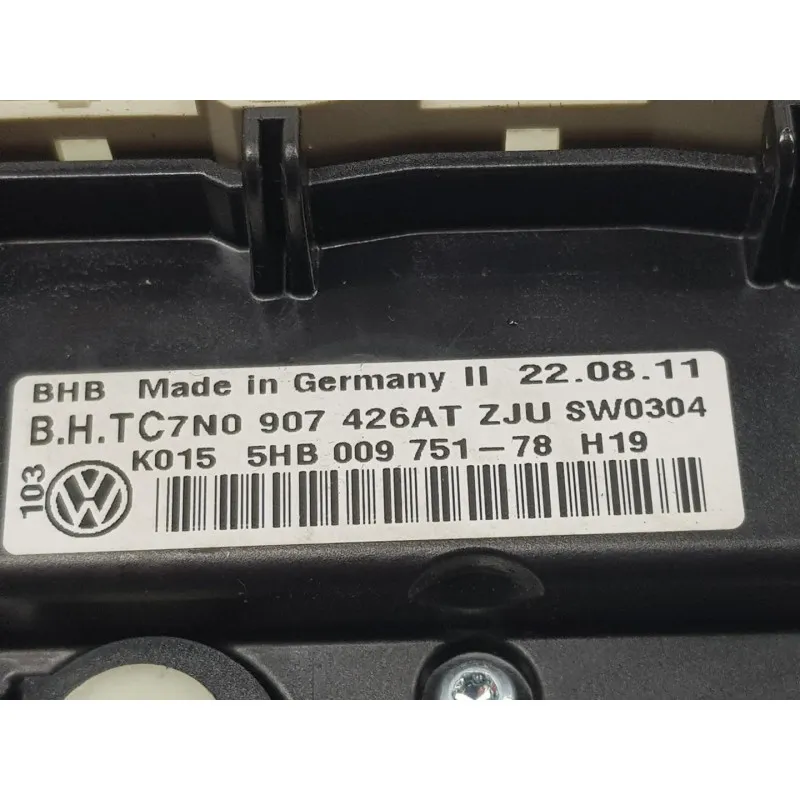 BHB Made in Germany II 22.08.11
B.H.TC7N0 907 426AT ZJU SW0304
K015 5HB 009 751-78 H19
103